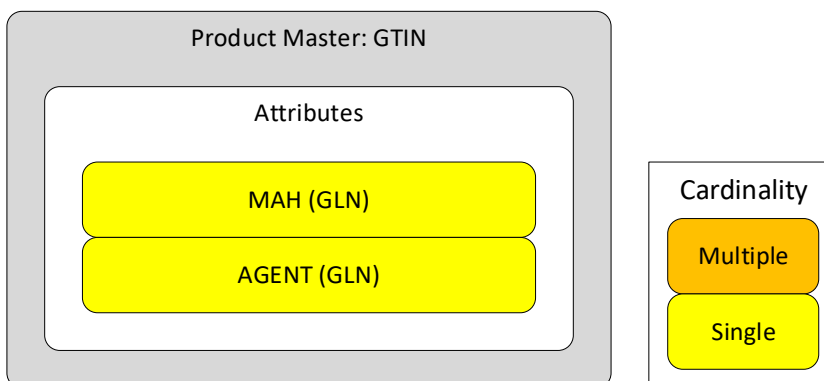 Product Master: GTIN
Attributes
MAH (GLN)
AGENT (GLN)
Cardinality
Multiple
Single